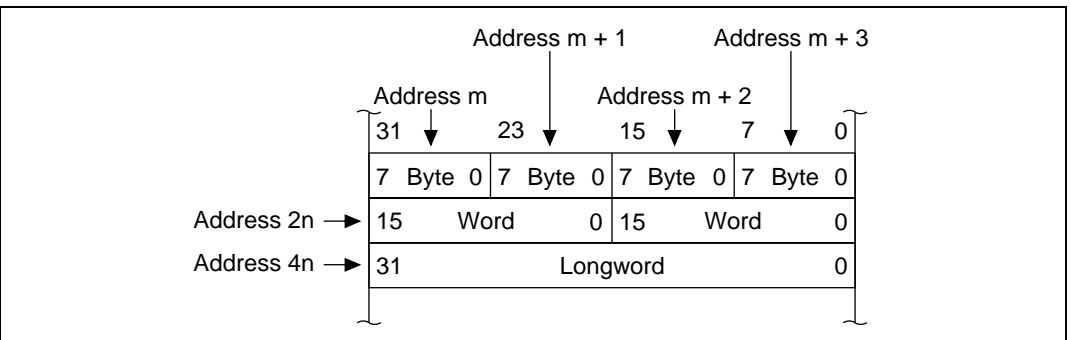 Address m + 1 Address m + 3
Address m Address m + 2
31 23 15 7 0
7 Byte 0 7 Byte 0 7 Byte 0 7 Byte 0
Address 2n 15 Word 0 15 Word 0
Address 4n 31 Longword 0